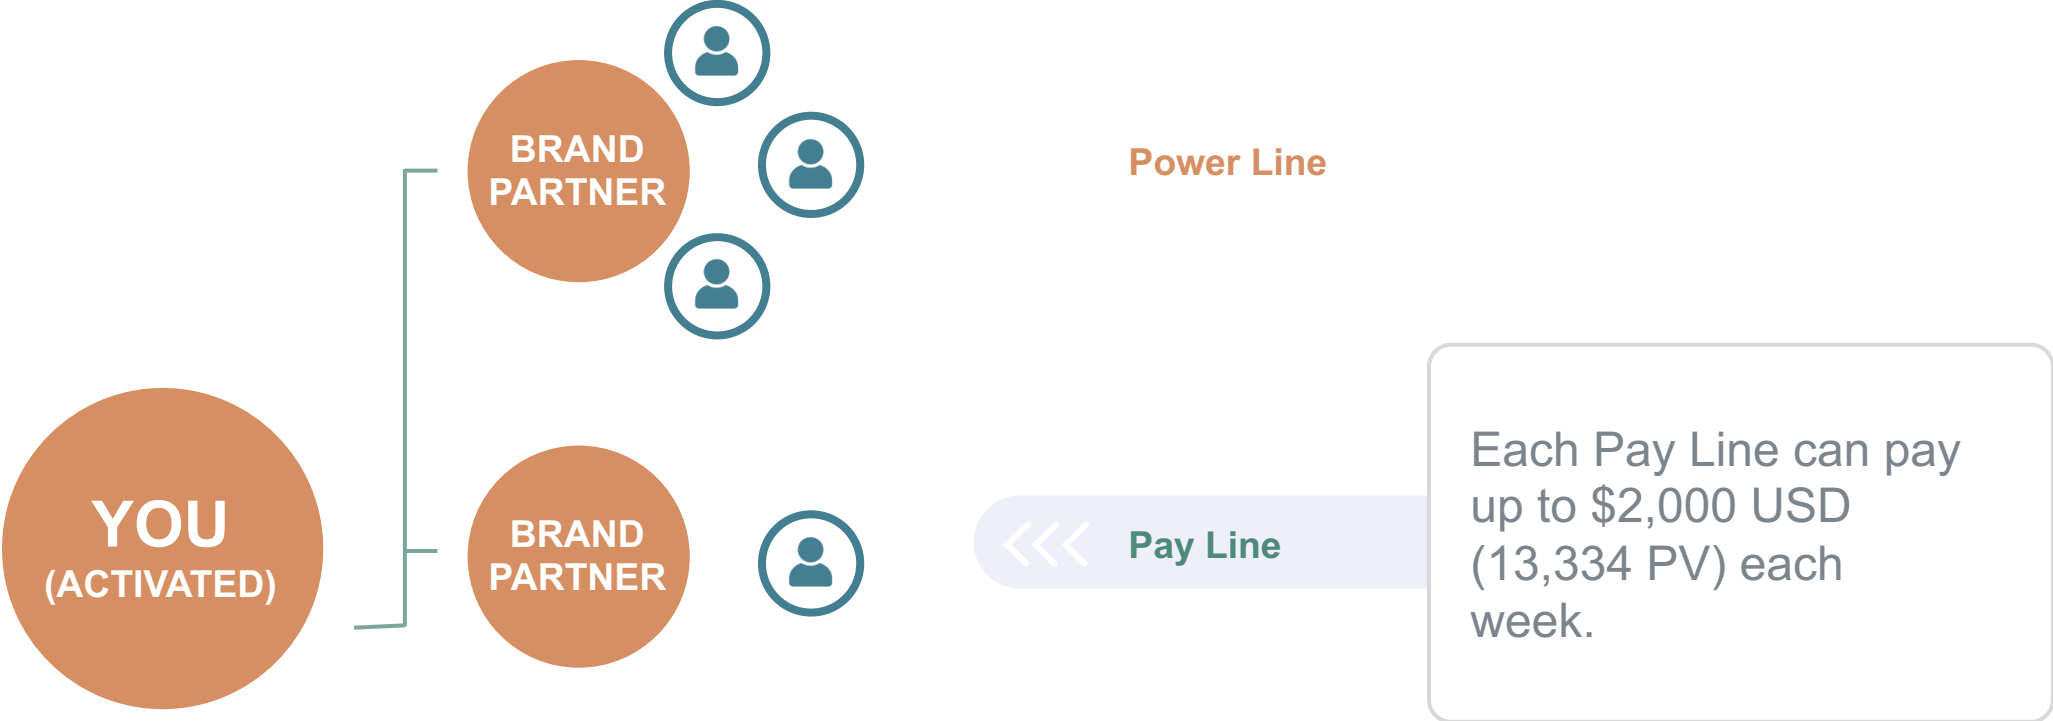 BRAND
PARTNER
Power Line
YOU
(ACTIVATED)
BRAND
PARTNER
Pay Line
Each Pay Line can pay
up to $2,000 USD
(13,334 PV) each
week.